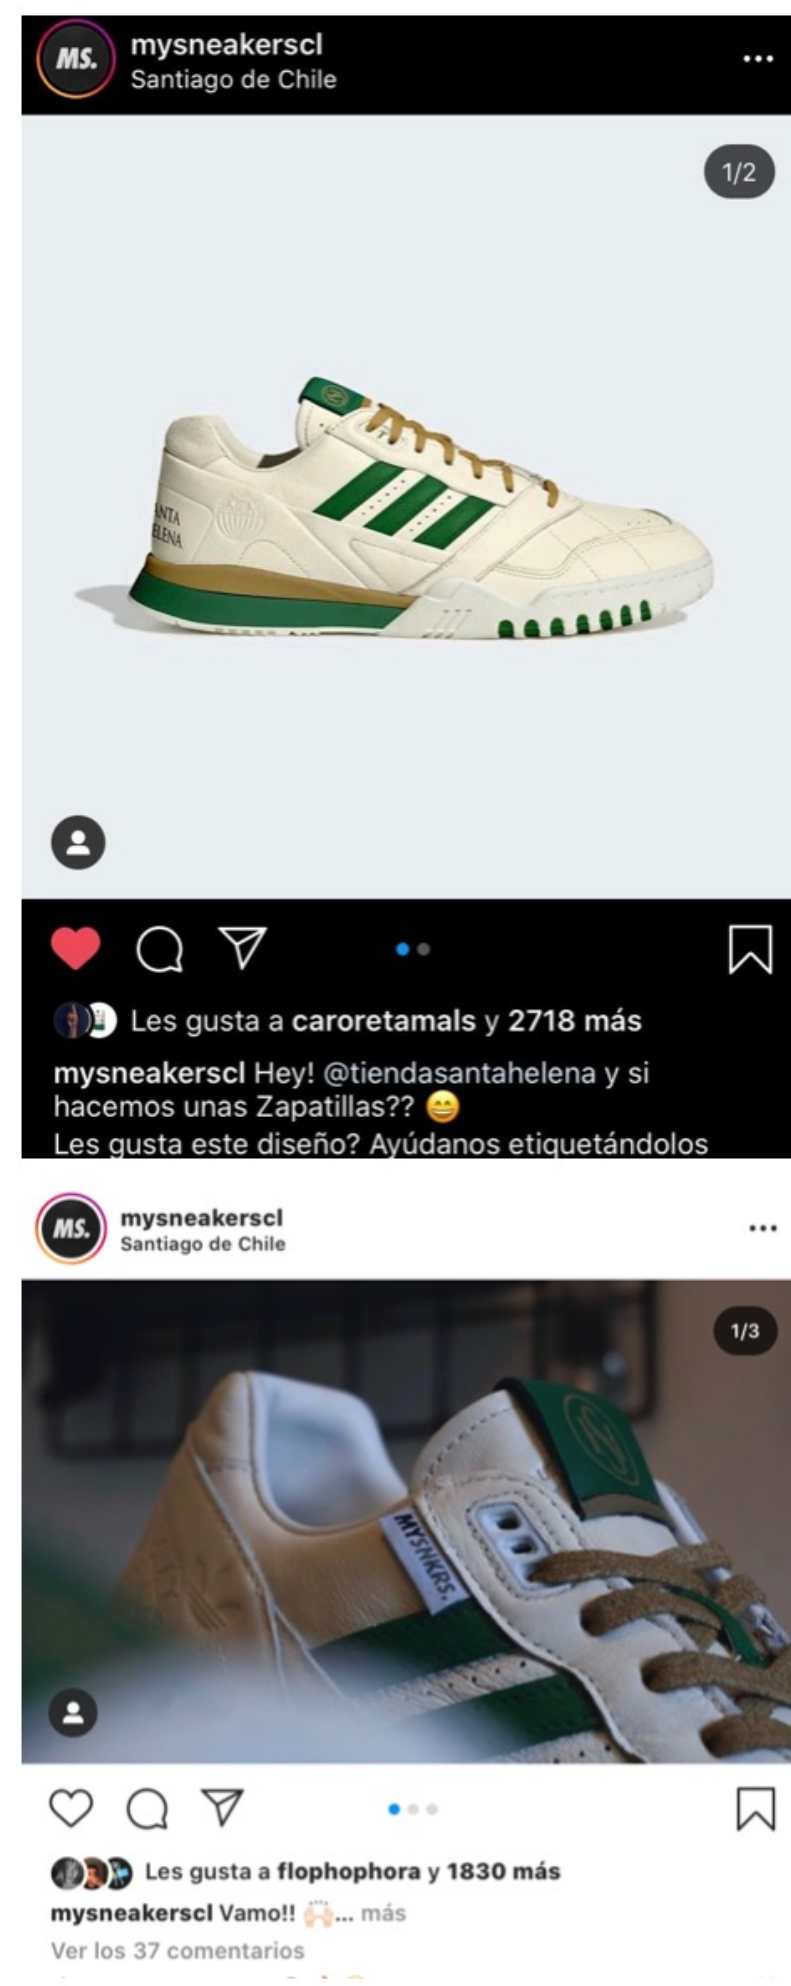 MS.
mysneakerscl
Santiago de Chile
1/2
ANTA
ELENA
Les gusta a caroretamals y 2718 más
mysneakerscl Hey! @tiendasantahelena y si
hacemos unas Zapatillas?? 😄
Les gusta este diseño? Ayúdanos etiquetándolos
MS.
mysneakerscl
Santiago de Chile
1/3
MYSNKRS.
Les gusta a flophophora y 1830 más
mysneakerscl Vamo!! 🙌🏻... más
Ver los 37 comentarios